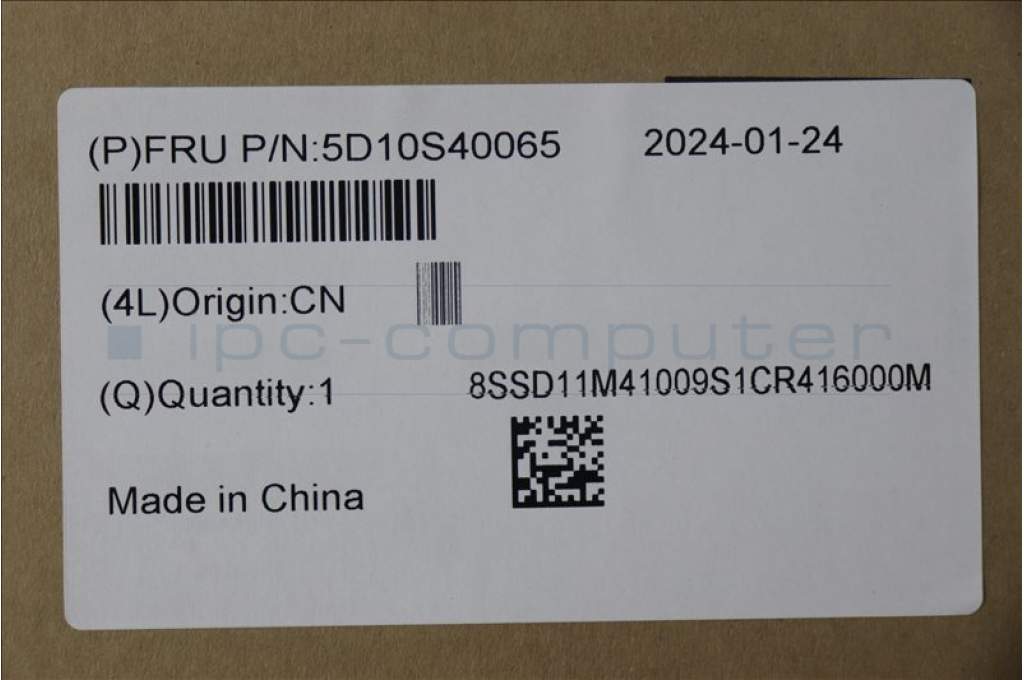 (P)FRU P/N:5D10S40065 2024-01-24
(4L)Origin:CN
ipc-computer
(Q)Quantity:1 8SSD11M41009S1CR416000M
Made in China